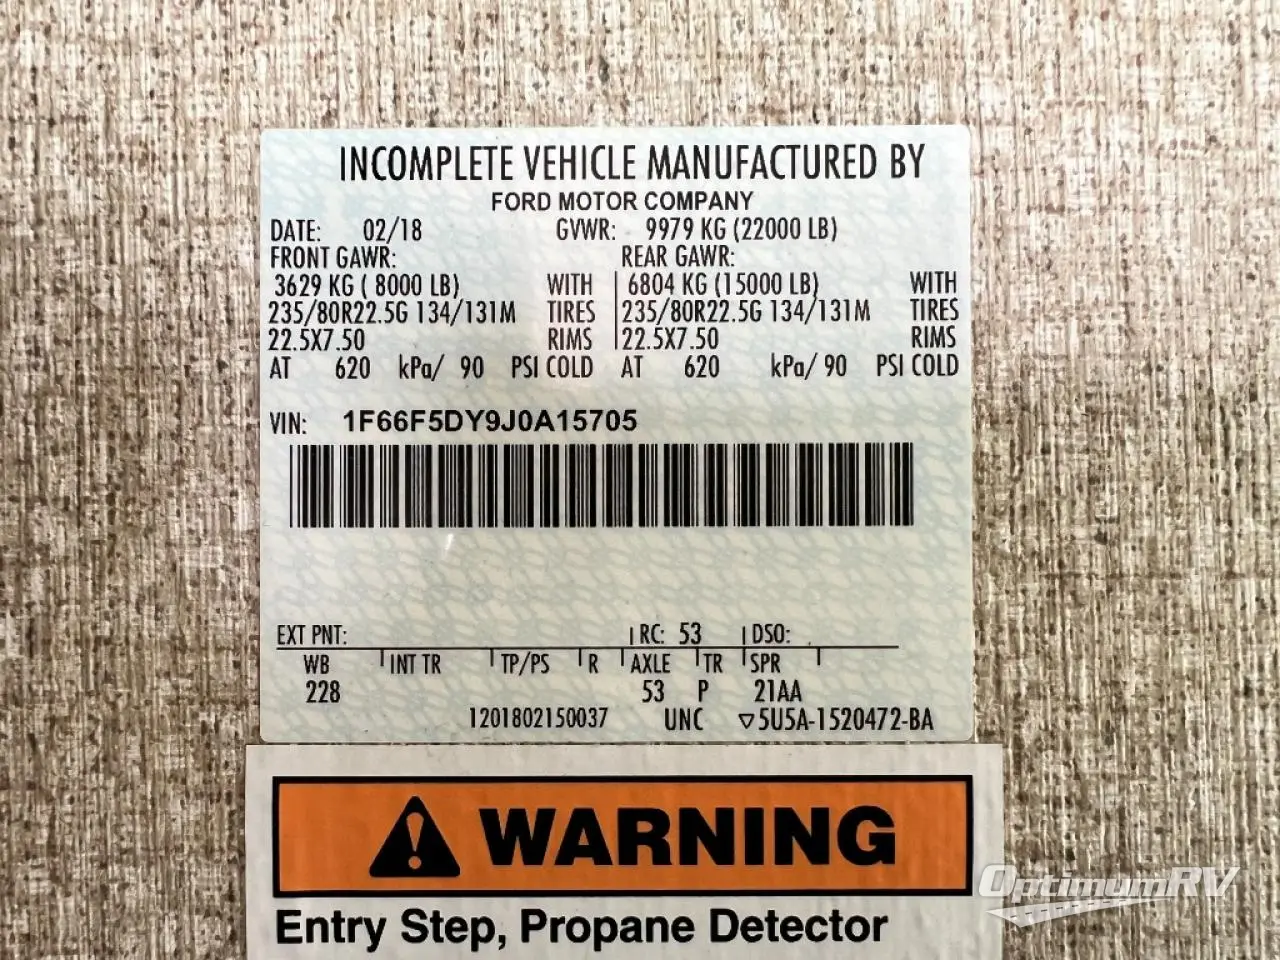 INCOMPLETE VEHICLE MANUFACTURED BY
FORD MOTOR COMPANY
DATE: 02/18 GVWR: 9979 KG (22000 LB)
FRONT GAWR: REAR GAWR:
3629 KG ( 8000 LB) WITH 6804 KG (15000 LB) WITH
235/80R22.5G 134/131M TIRES 235/80R22.5G 134/131M TIRES
22.5X7.50 RIMS 22.5X7.50 RIMS
AT 620 kPa/ 90 PSI COLD AT 620 kPa/ 90 PSI COLD
VIN: 1F66F5DY9J0A15705
EXT PNT: RC: 53 DSO:
WB INT TR TP/PS R AXLE TR SPR
228 53 P 21AA
1201802150037 UNC ▽5U5A-1520472-BA
WARNING
Entry Step, Propane Detector
OptimumRV